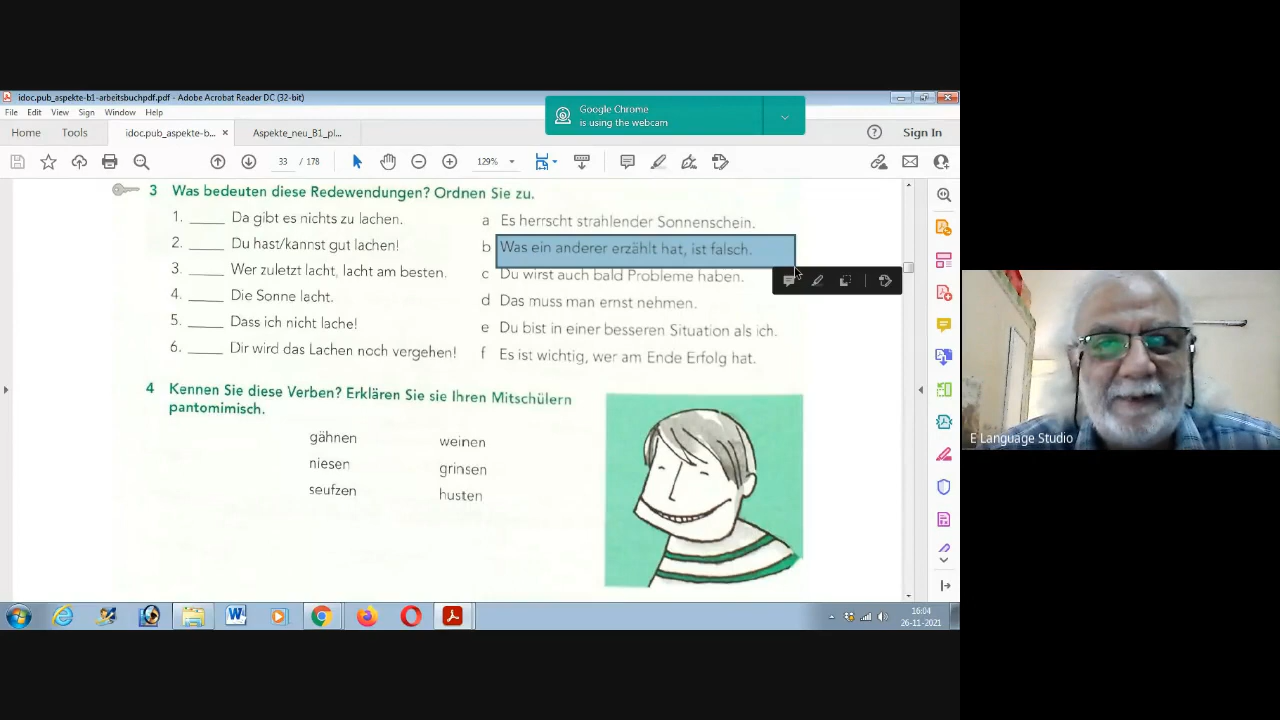 idoc.pub_aspekte-b1-arbeitsbuchpdf.pdf - Adobe Acrobat Reader DC (32-bit)
File Edit View Sign Window Help
Google Chrome
is using the webcam
Home Tools idoc.pub_aspekte-b... × Aspekte_neu_B1_pl... Sign In
33 / 178 129%
3 Was bedeuten diese Redewendungen? Ordnen Sie zu.
1. ____ Da gibt es nichts zu lachen.
2. ____ Du hast/kannst gut lachen!
3. ____ Wer zuletzt lacht, lacht am besten.
4. ____ Die Sonne lacht.
5. ____ Dass ich nicht lache!
6. ____ Dir wird das Lachen noch vergehen!
a Es herrscht strahlender Sonnenschein.
b Was ein anderer erzählt hat, ist falsch.
c Du wirst auch bald Probleme haben.
d Das muss man ernst nehmen.
e Du bist in einer besseren Situation als ich.
f Es ist wichtig, wer am Ende Erfolg hat.
4 Kennen Sie diese Verben? Erklären Sie sie Ihren Mitschülern
pantomimisch.
gähnen weinen
niesen grinsen
seufzen husten
E Language Studio
16:04
26-11-2021